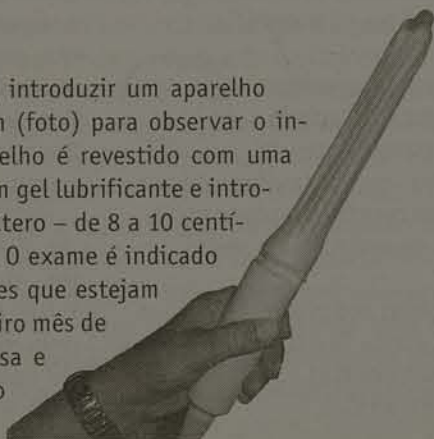 introduzir um aparelho
(foto) para observar o in-
elho é revestido com uma
gel lubrificante e intro-
tero – de 8 a 10 centí-
O exame é indicado
es que estejam
iro mês de
sa e